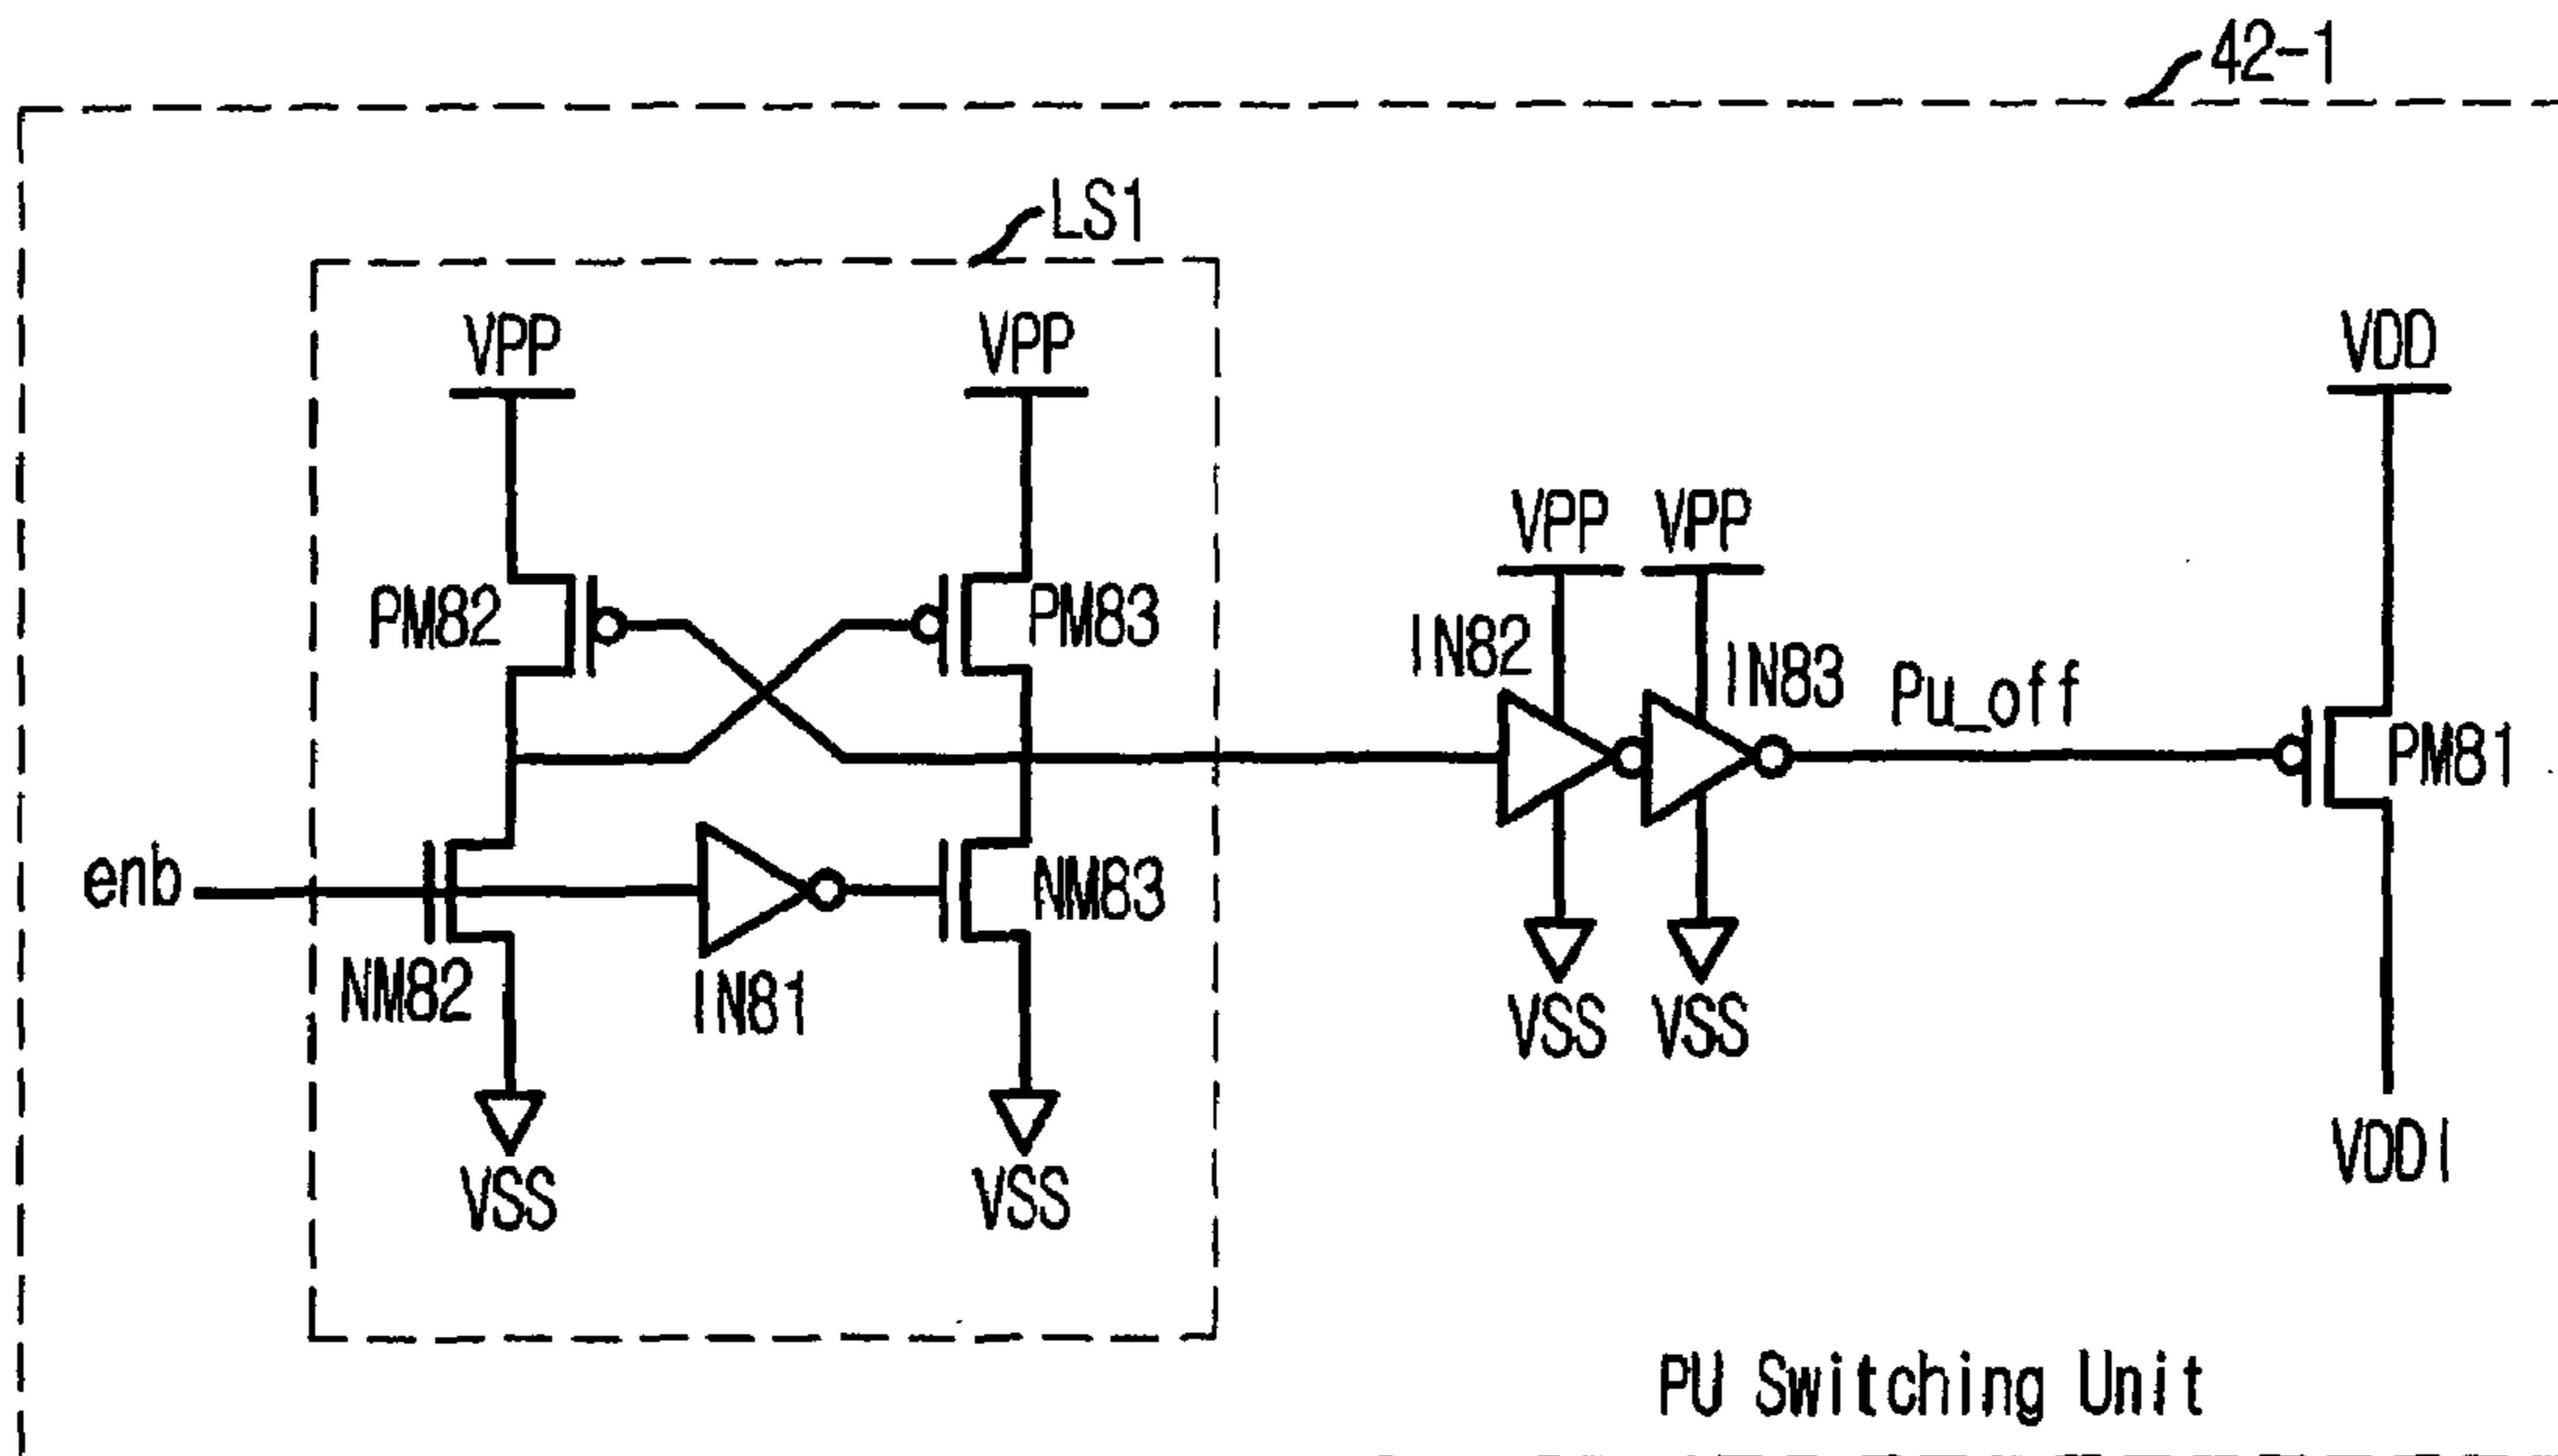 42-1
LS1
VPP
VPP
VDD
VPP
VPP
PM82
PM83
IN82
IN83
Pu_off
PM81
enb
NM82
IN81
NM83
VSS
VSS
VSS
VSS
VDDI
PU Switching Unit